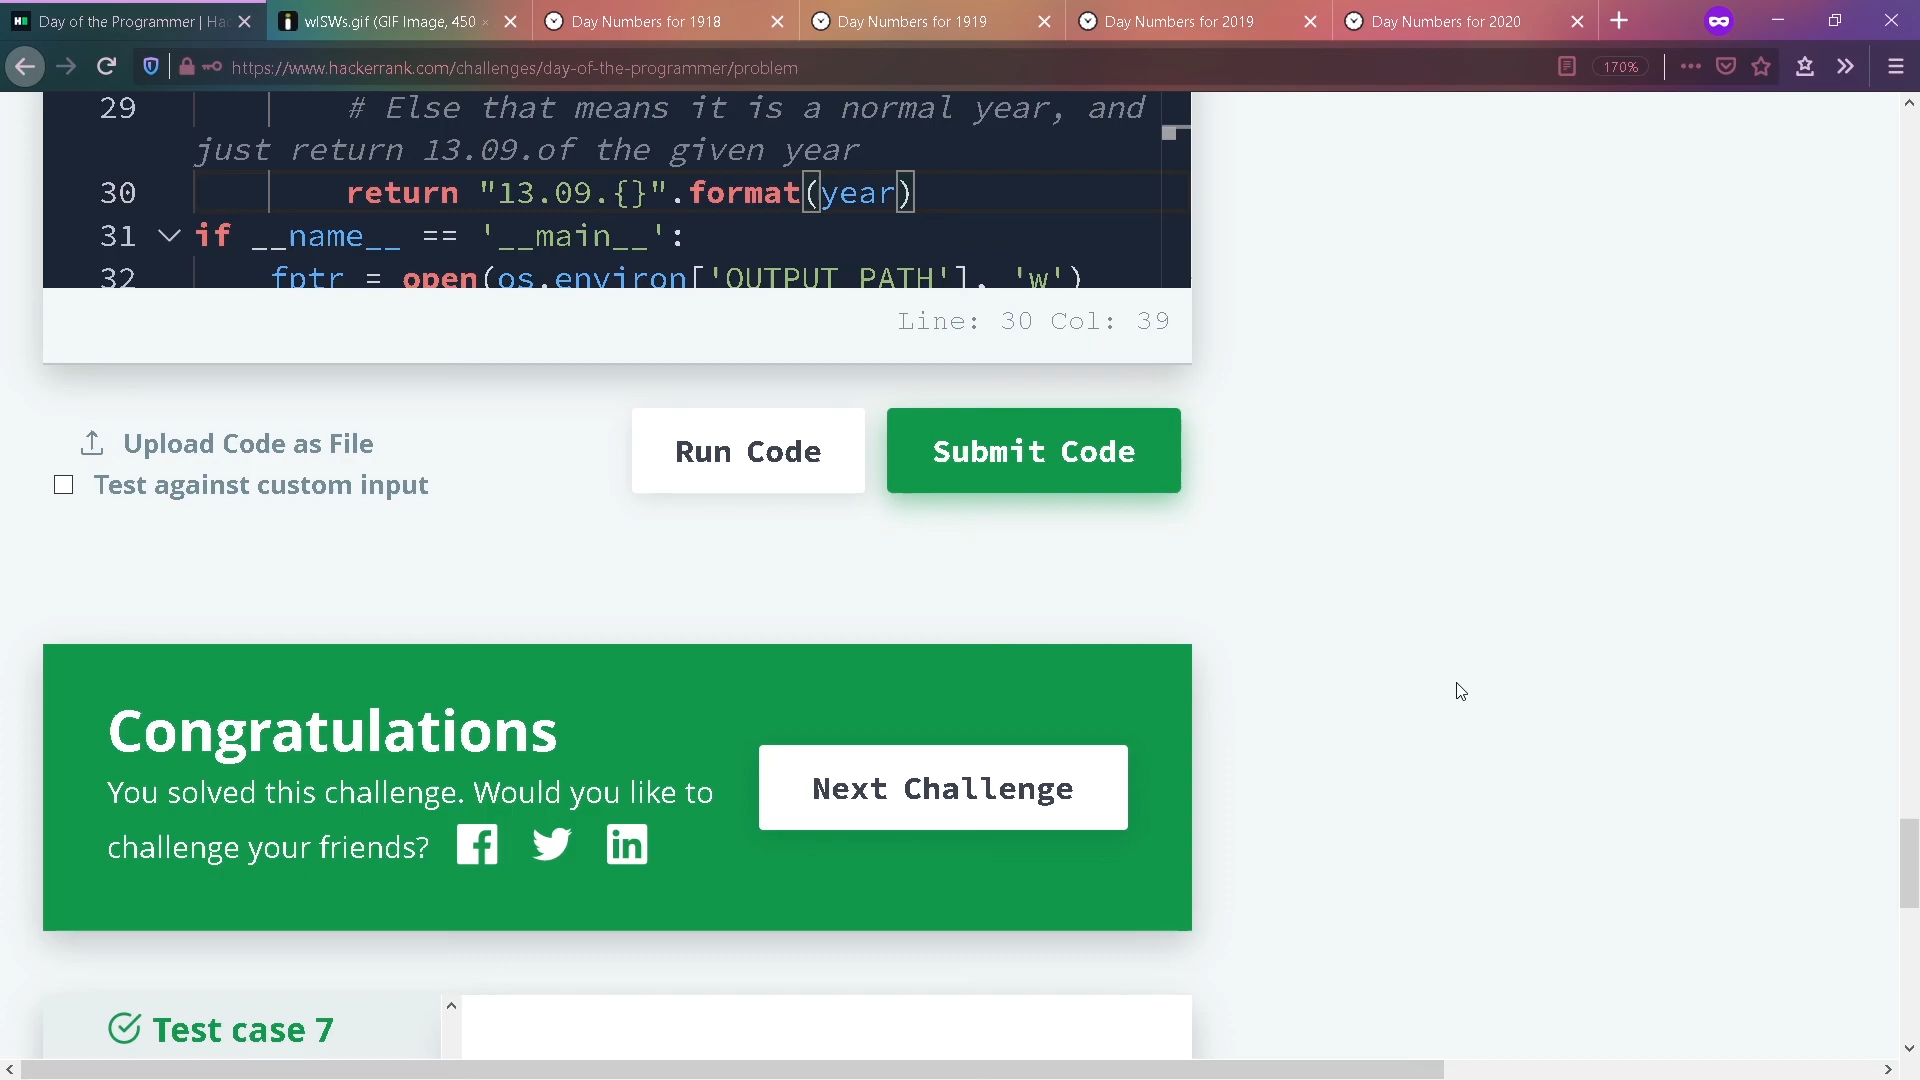 Day of the Programmer | Ha
wlSWs.gif (GIF Image, 450
Day Numbers for 1918
Day Numbers for 1919
Day Numbers for 2019
Day Numbers for 2020
https://www.hackerrank.com/challenges/day-of-the-programmer/problem
170%
29 # Else that means it is a normal year, and
just return 13.09.of the given year
30 return "13.09.{}".format(year)
31 if __name__ == '__main__':
32 fptr = open(os.environ['OUTPUT_PATH'], 'w')
Line: 30 Col: 39
Upload Code as File
Test against custom input
Run Code
Submit Code
Congratulations
You solved this challenge. Would you like to
challenge your friends?
Next Challenge
Test case 7